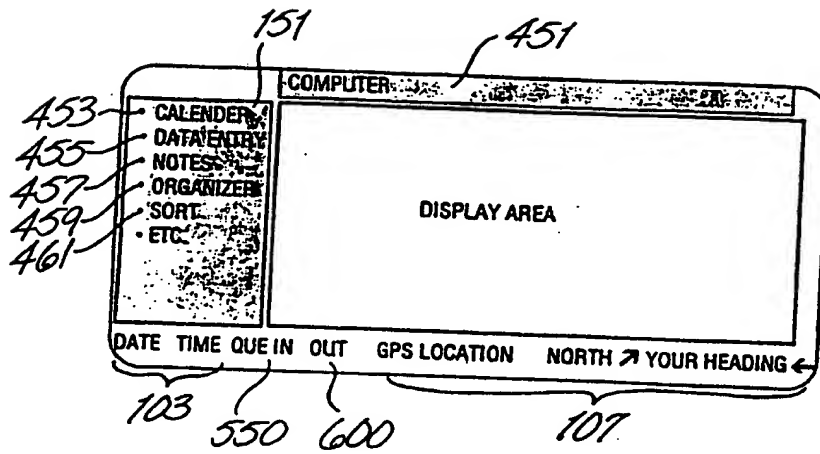 151
451
COMPUTER
453 • CALENDER
455 • DATA ENTRY
457 • NOTES
459 • ORGANIZER
461 • SORT
• ETC.
DISPLAY AREA
DATE TIME QUE IN OUT GPS LOCATION NORTH ↗ YOUR HEADING ←
103 550 600 107